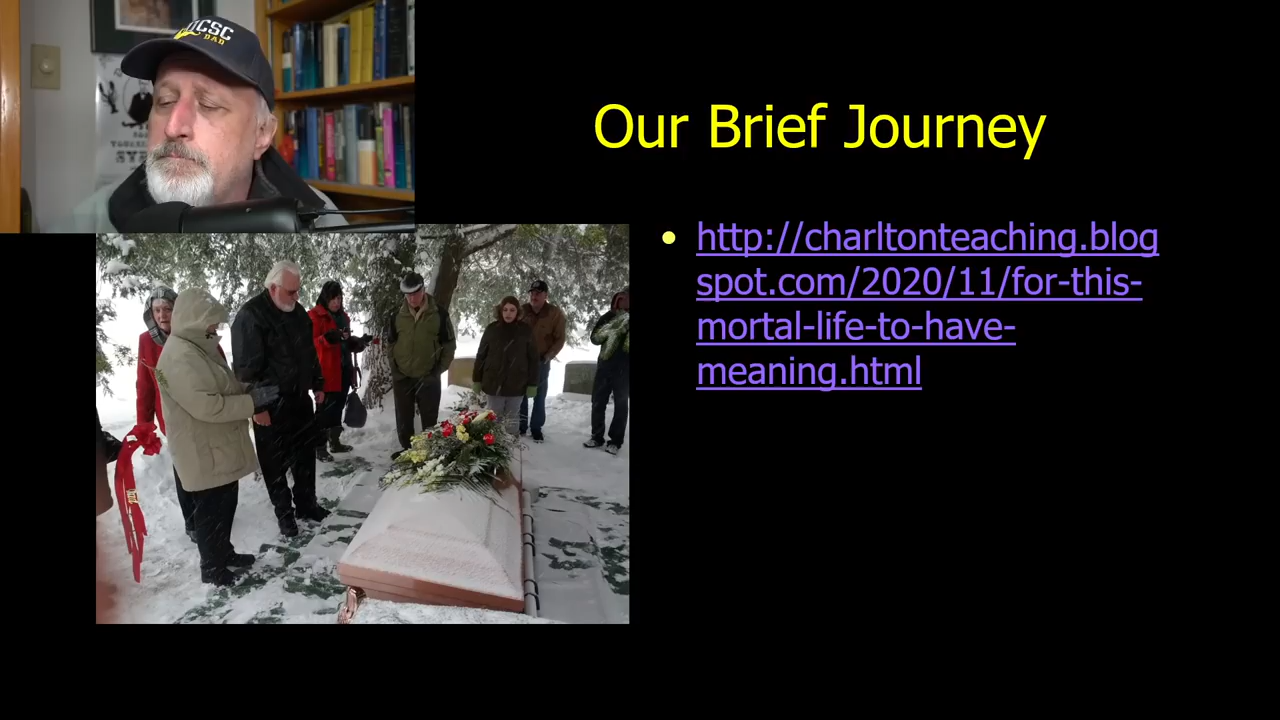 UCSC
DAD
Our Brief Journey
http://charltonteaching.blog
spot.com/2020/11/for-this-
mortal-life-to-have-
meaning.html